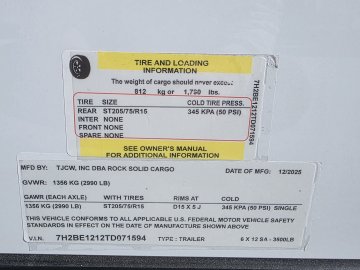 TIRE AND LOADING
INFORMATION
The weight of cargo should never exceed
812 kg or 1,790 lbs.
TIRE SIZE COLD TIRE PRESS.
REAR ST205/75/R15 345 KPA (50 PSI)
INTER NONE
FRONT NONE
SPARE NONE
SEE OWNER'S MANUAL
FOR ADDITIONAL INFORMATION
7H2BE1212TD071594
MFD BY: TJCW, INC DBA ROCK SOLID CARGO DATE OF MFG: 12/2025
GVWR: 1356 KG (2990 LB)
GAWR (EACH AXLE) WITH TIRES RIMS AT COLD
1356 KG (2990 LB) ST205/75/R15 D15 X 5 J 345 KPA (50 PSI) SINGLE
THIS VEHICLE CONFORMS TO ALL APPLICABLE U.S. FEDERAL MOTOR VEHICLE SAFETY
STANDARDS IN EFFECT ON THE DATE OF MANUFACTURE SHOWN ABOVE
V.I.N. 7H2BE1212TD071594 TYPE: TRAILER 6 X 12 SA - 3500LB